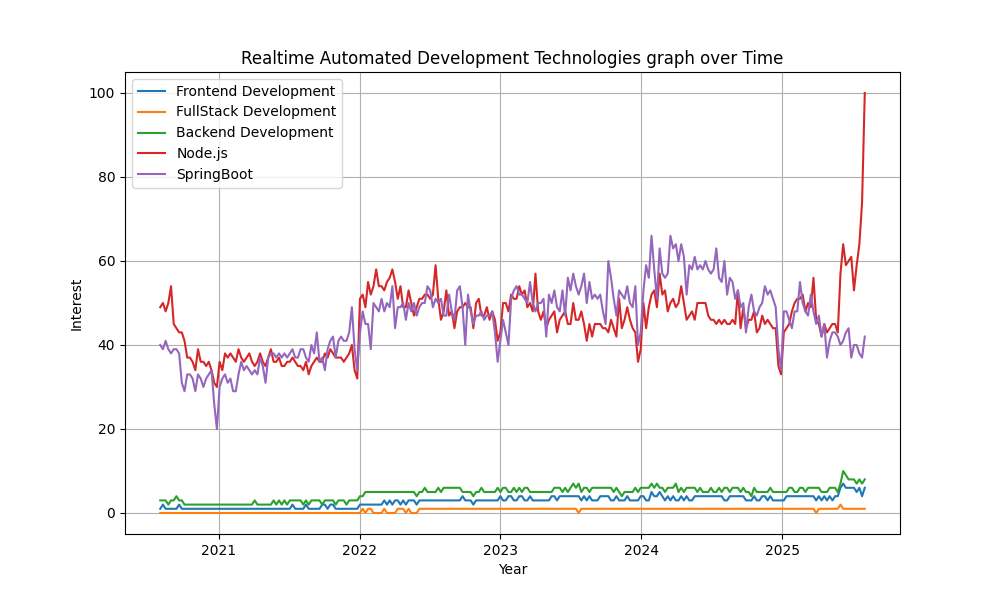 Realtime Automated Development Technologies graph over Time
Frontend Development
FullStack Development
Backend Development
Node.js
SpringBoot
100
80
60
40
20
0
Interest
2021
2022
2023
2024
2025
Year